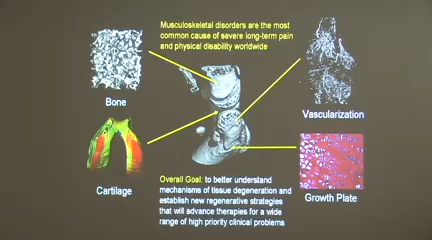 Musculoskeletal disorders are the most
common cause of severe long-term pain
and physical disability worldwide
Bone
Vascularization
Cartilage
Growth Plate
Overall Goal: to better understand
mechanisms of tissue degeneration and
establish new regenerative strategies
that will advance therapies for a wide
range of high priority clinical problems